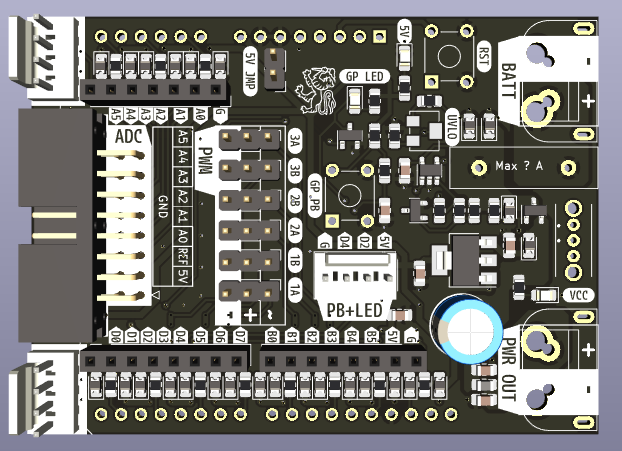 5V
RST
5V JMP
GP LED
BATT
+
-
A5 A4 A3 A2 A1 A0 G
UVLO
ADC
PWM
A5
A4
A3
A2
A1
A0
REF
5V
GND
3A
3B
2B
2A
1B
1A
- + ~
Max ? A
GP PB
G D4 D2 5V
PB+LED
VCC
D0 D1 D2 D3 D4 D5 D6 D7
B0 B1 B2 B3 B4 B5 5V G
PWR OUT
+
-